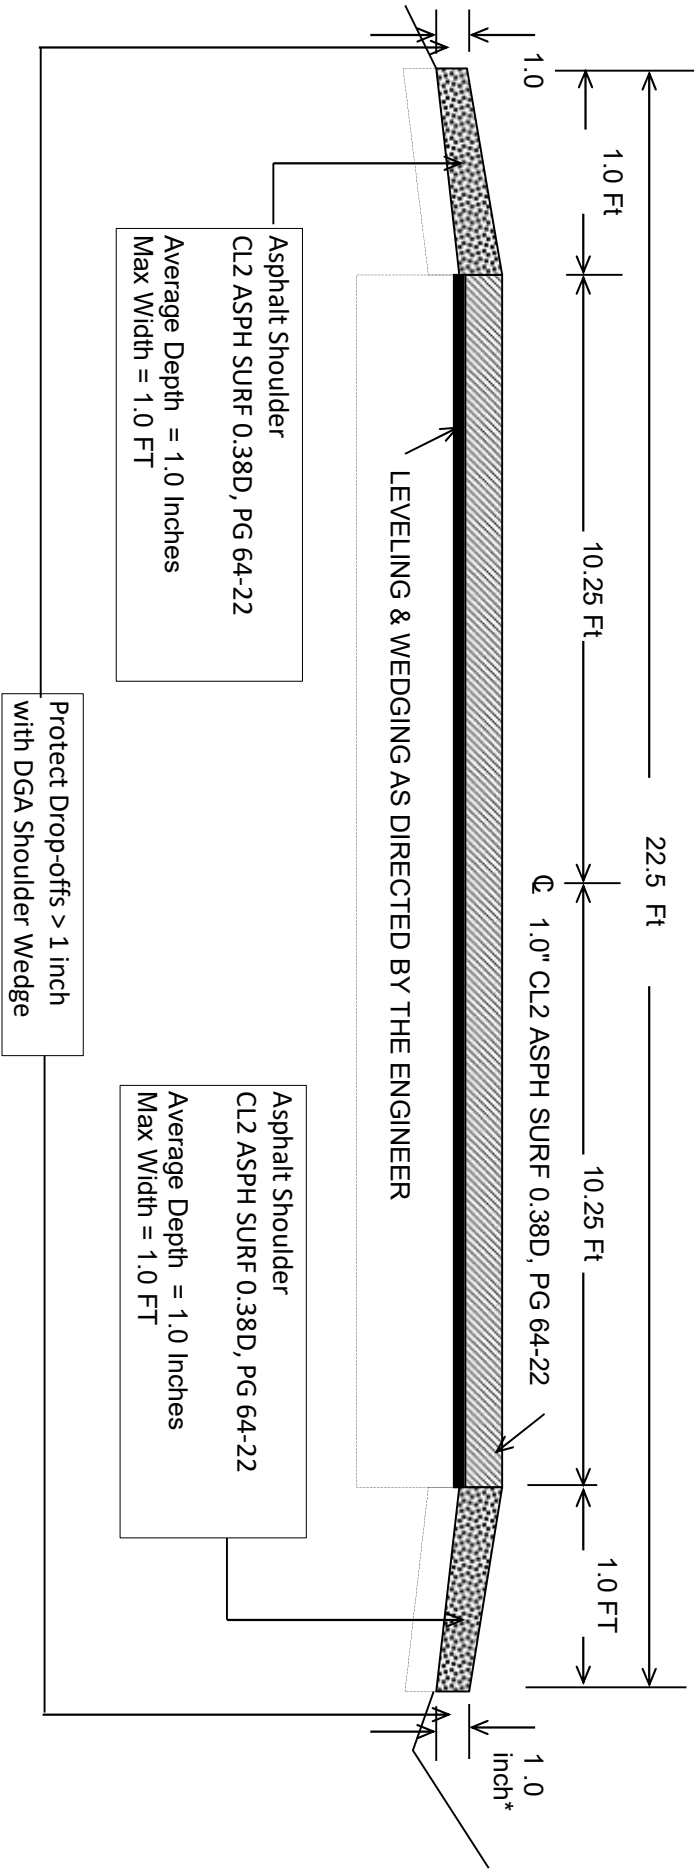 22.5 Ft
1.0 Ft
10.25 Ft
10.25 Ft
1.0 FT
1.0
℄ 1.0" CL2 ASPH SURF 0.38D, PG 64-22
1.0
inch*
LEVELING & WEDGING AS DIRECTED BY THE ENGINEER
Asphalt Shoulder
CL2 ASPH SURF 0.38D, PG 64-22
Average Depth = 1.0 Inches
Max Width = 1.0 FT
Asphalt Shoulder
CL2 ASPH SURF 0.38D, PG 64-22
Average Depth = 1.0 Inches
Max Width = 1.0 FT
Protect Drop-offs > 1 inch
with DGA Shoulder Wedge